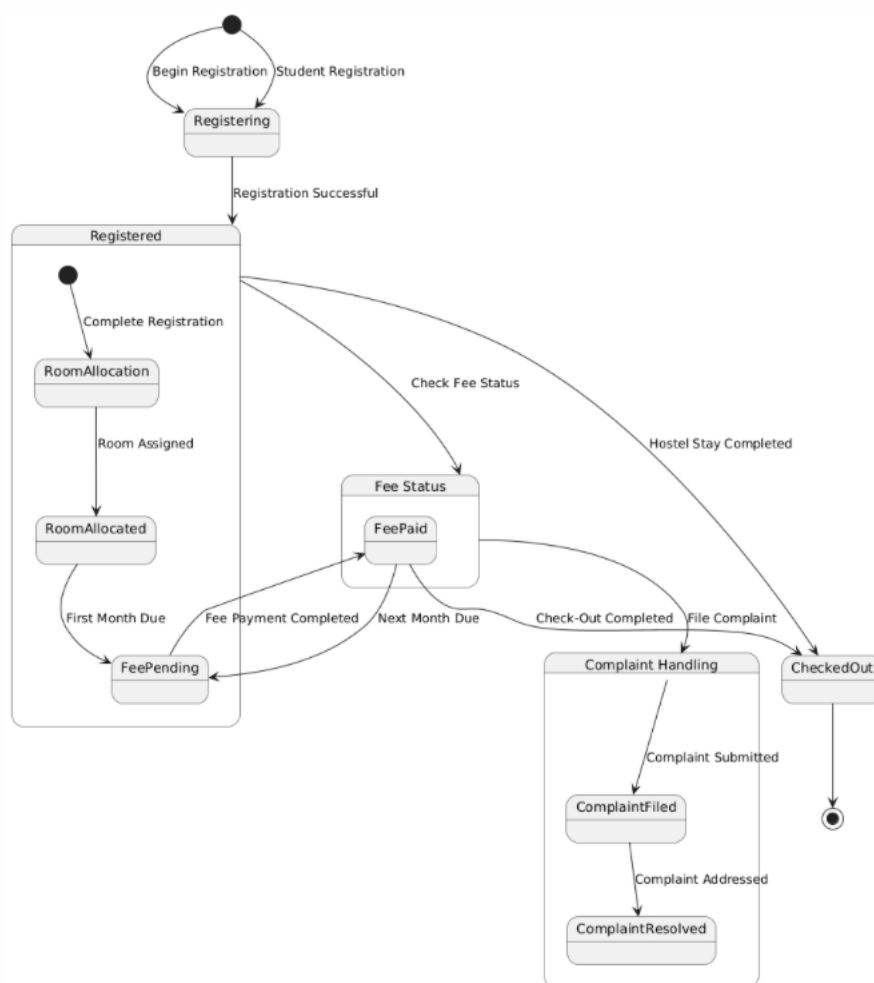 Begin Registration
Student Registration
Registering
Registration Successful
Registered
Complete Registration
RoomAllocation
Check Fee Status
Room Assigned
Hostel Stay Completed
Fee Status
RoomAllocated
FeePaid
First Month Due
Fee Payment Completed
Next Month Due
Check-Out Completed
File Complaint
FeePending
Complaint Handling
CheckedOut
Complaint Submitted
ComplaintFiled
Complaint Addressed
ComplaintResolved